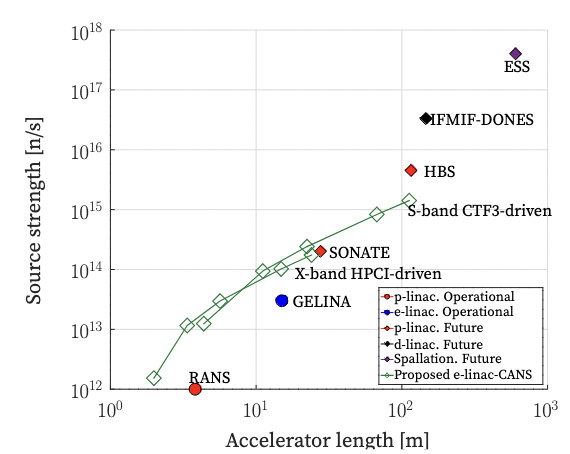 10^18
10^17
10^16
10^15
10^14
10^13
10^12
Source strength [n/s]
ESS
IFMIF-DONES
HBS
S-band CTF3-driven
SONATE
X-band HPCI-driven
GELINA
RANS
p-linac. Operational
e-linac. Operational
p-linac. Future
d-linac. Future
Spallation. Future
Proposed e-linac-CANS
10^0 10^1 10^2 10^3
Accelerator length [m]